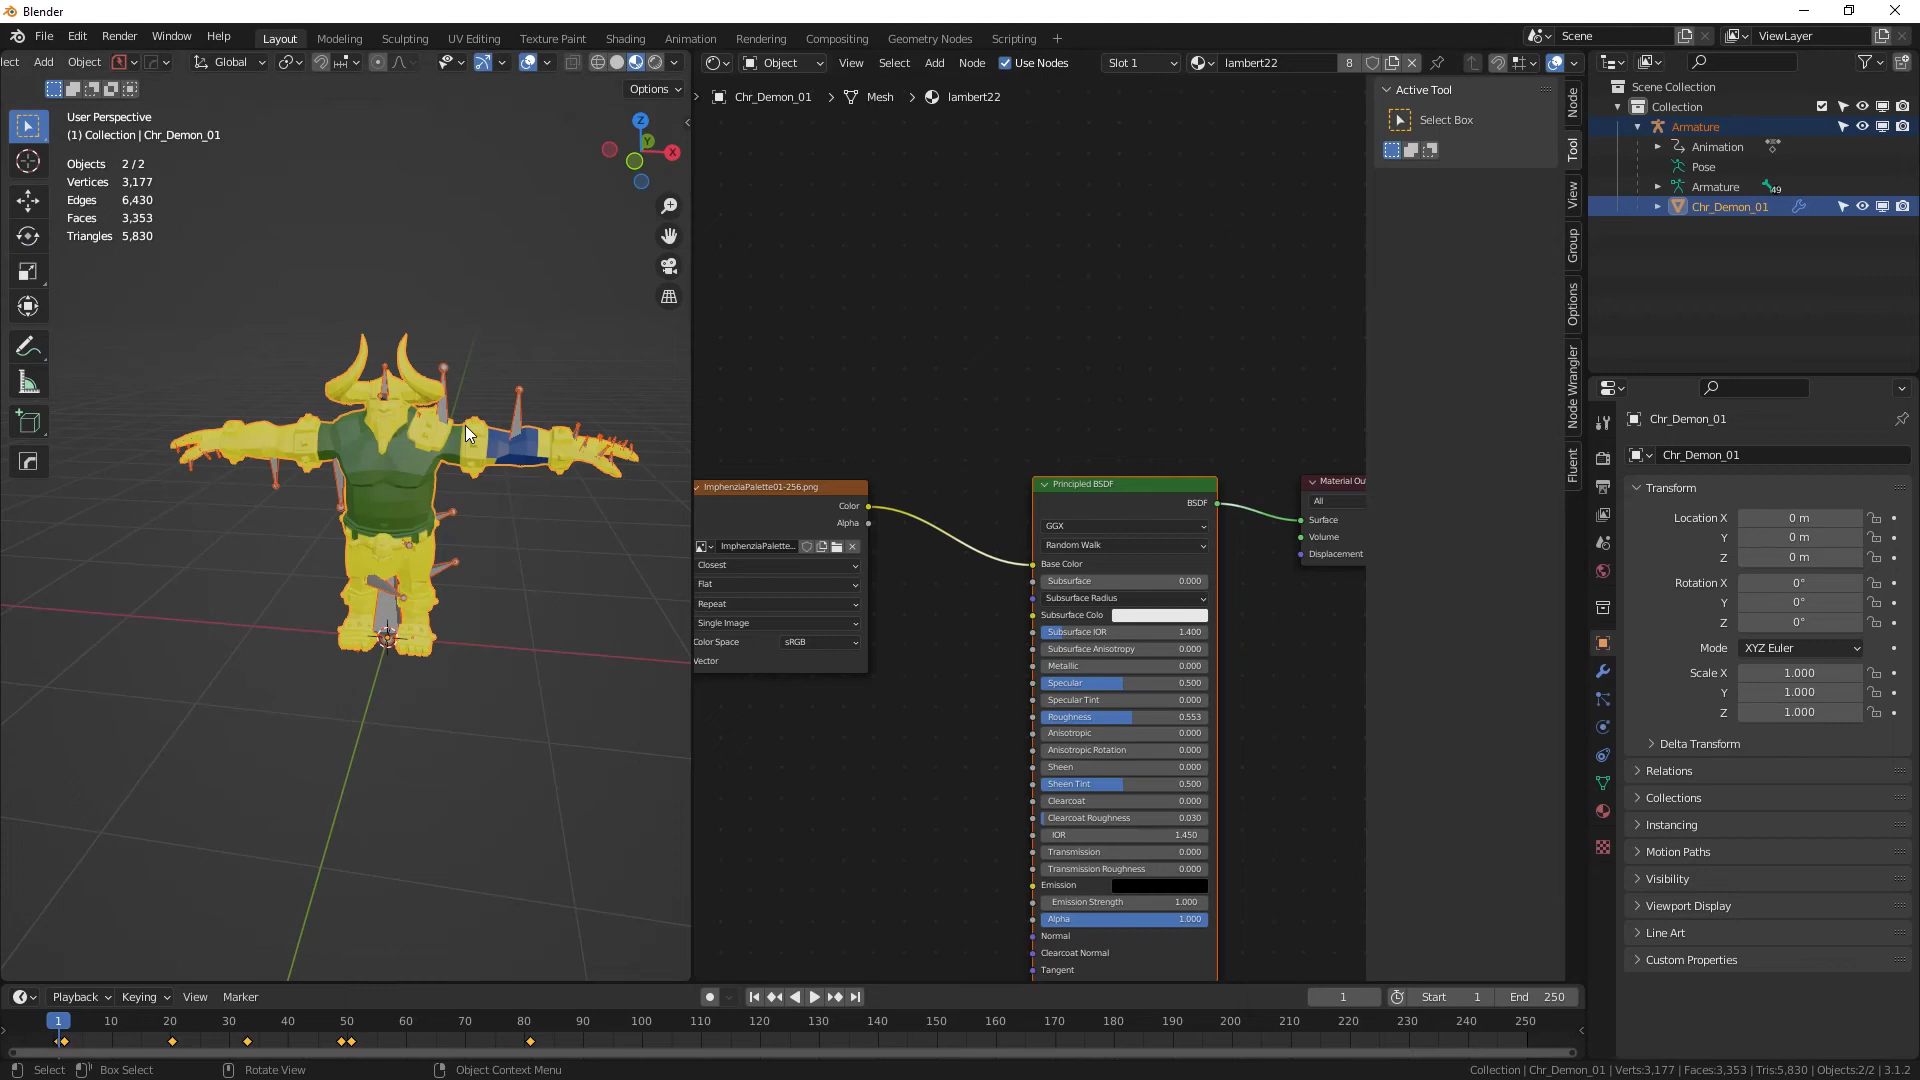 Blender
File Edit Render Window Help Layout Modeling Sculpting UV Editing Texture Paint Shading Animation Rendering Compositing Geometry Nodes Scripting + Scene ViewLayer
lect Add Object Global Object View Select Add Node Use Nodes Slot 1 lambert22 8
Options
Chr_Demon_01 Mesh lambert22
User Perspective
(1) Collection | Chr_Demon_01
Objects 2 / 2
Vertices 3,177
Edges 6,430
Faces 3,353
Triangles 5,830
Z
Y
X
ImphenziaPalette01-256.png
Color
Alpha
ImphenziaPalette...
Closest
Flat
Repeat
Single Image
Color Space sRGB
Vector
Principled BSDF
BSDF
GGX
Random Walk
Base Color
Subsurface 0.000
Subsurface Radius
Subsurface Colo
Subsurface IOR 1.400
Subsurface Anisotropy 0.000
Metallic 0.000
Specular 0.500
Specular Tint 0.000
Roughness 0.553
Anisotropic 0.000
Anisotropic Rotation 0.000
Sheen 0.000
Sheen Tint 0.500
Clearcoat 0.000
Clearcoat Roughness 0.030
IOR 1.450
Transmission 0.000
Transmission Roughness 0.000
Emission
Emission Strength 1.000
Alpha 1.000
Normal
Clearcoat Normal
Tangent
Material Ou
All
Surface
Volume
Displacement
Active Tool
Select Box
Node
Tool
View
Group
Options
Node Wrangler
Fluent
Scene Collection
Collection
Armature
Animation
Pose
Armature 49
Chr_Demon_01
Chr_Demon_01
Chr_Demon_01
Transform
Location X 0 m
Y 0 m
Z 0 m
Rotation X 0°
Y 0°
Z 0°
Mode XYZ Euler
Scale X 1.000
Y 1.000
Z 1.000
Delta Transform
Relations
Collections
Instancing
Motion Paths
Visibility
Viewport Display
Line Art
Custom Properties
Playback Keying View Marker 1 Start 1 End 250
1 10 20 30 40 50 60 70 80 90 100 110 120 130 140 150 160 170 180 190 200 210 220 230 240 250
Select Box Select Rotate View Object Context Menu Collection | Chr_Demon_01 | Verts:3,177 | Faces:3,353 | Tris:5,830 | Objects:2/2 | 3.1.2